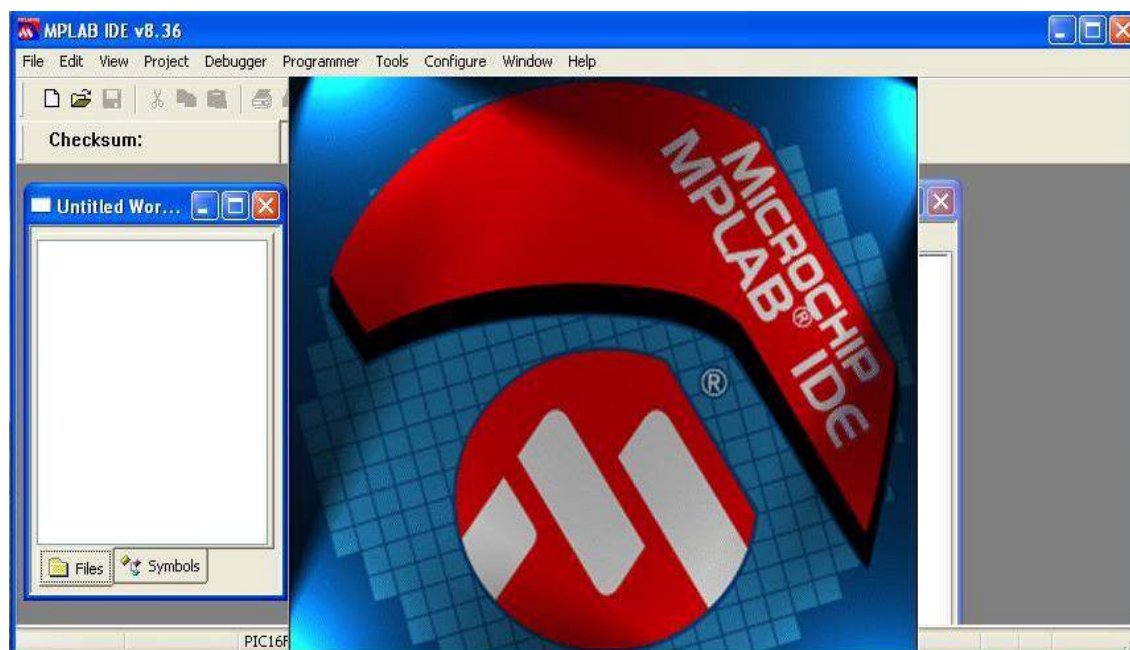 MPLAB IDE v8.36
File Edit View Project Debugger Programmer Tools Configure Window Help
Checksum:
Untitled Wor...
MICROCHIP
MPLAB® IDE
®
Files Symbols
PIC16F